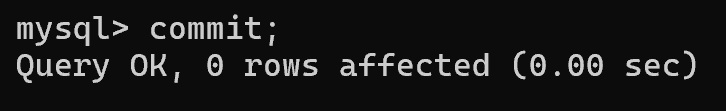 mysql> commit;
Query OK, 0 rows affected (0.00 sec)